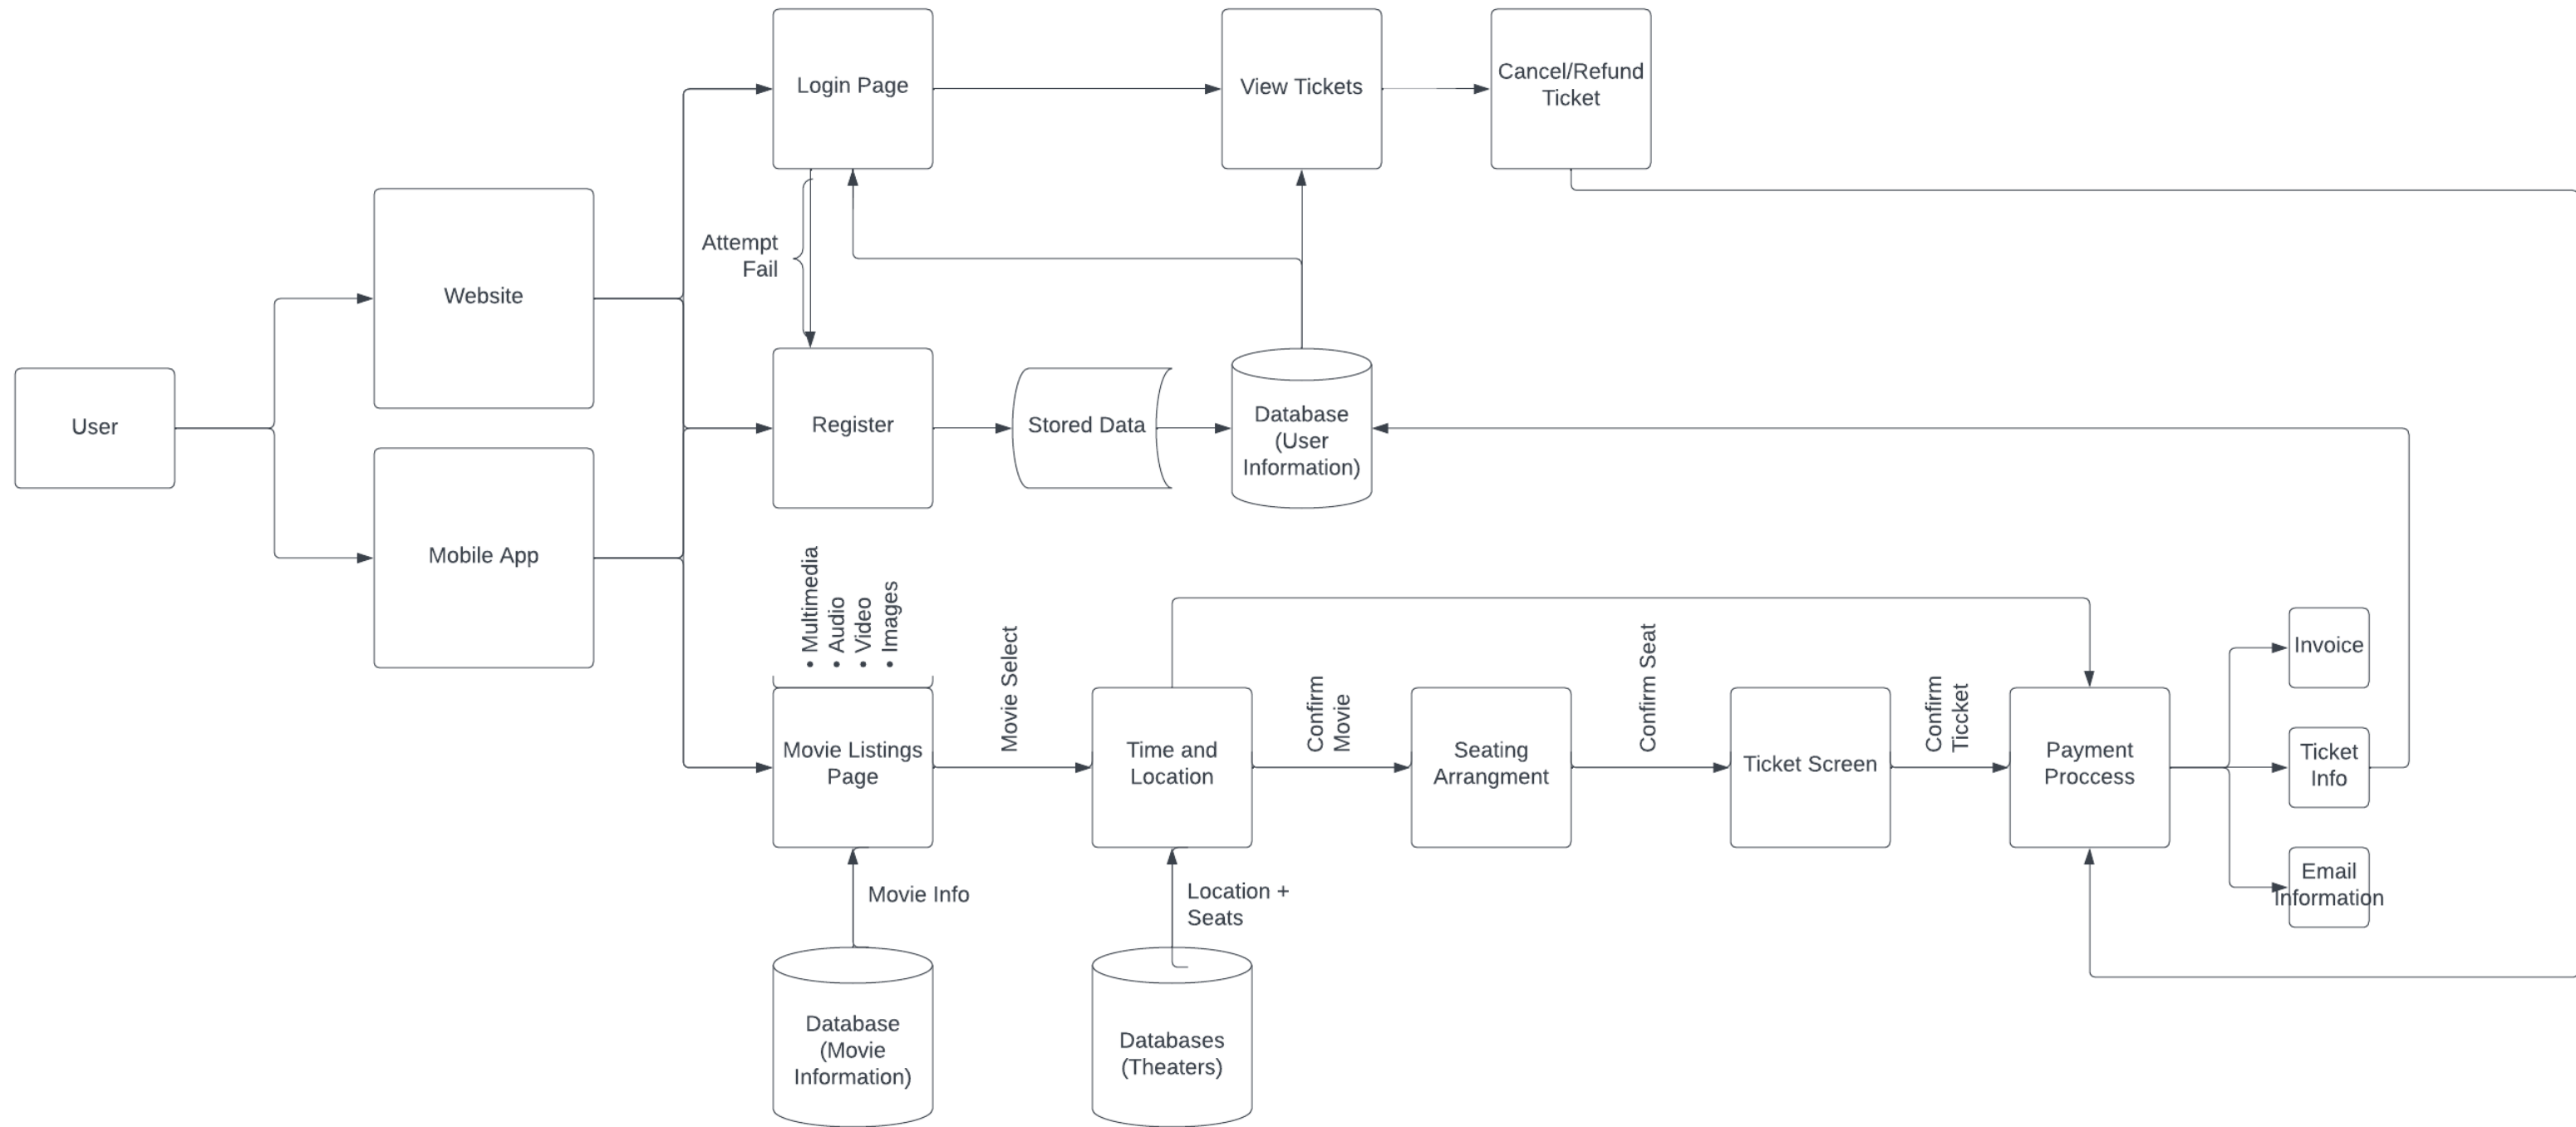 Login Page
View Tickets
Cancel/Refund
Ticket
Attempt
Fail
Website
User
Mobile App
Register
Stored Data
Database
(User
Information)
• Multimedia
• Audio
• Video
• Images
Movie Select
Confirm
Movie
Confirm Seat
Confirm
Ticcket
Movie Listings
Page
Time and
Location
Seating
Arrangment
Ticket Screen
Payment
Proccess
Invoice
Ticket
Info
Email
Information
Movie Info
Location +
Seats
Database
(Movie
Information)
Databases
(Theaters)